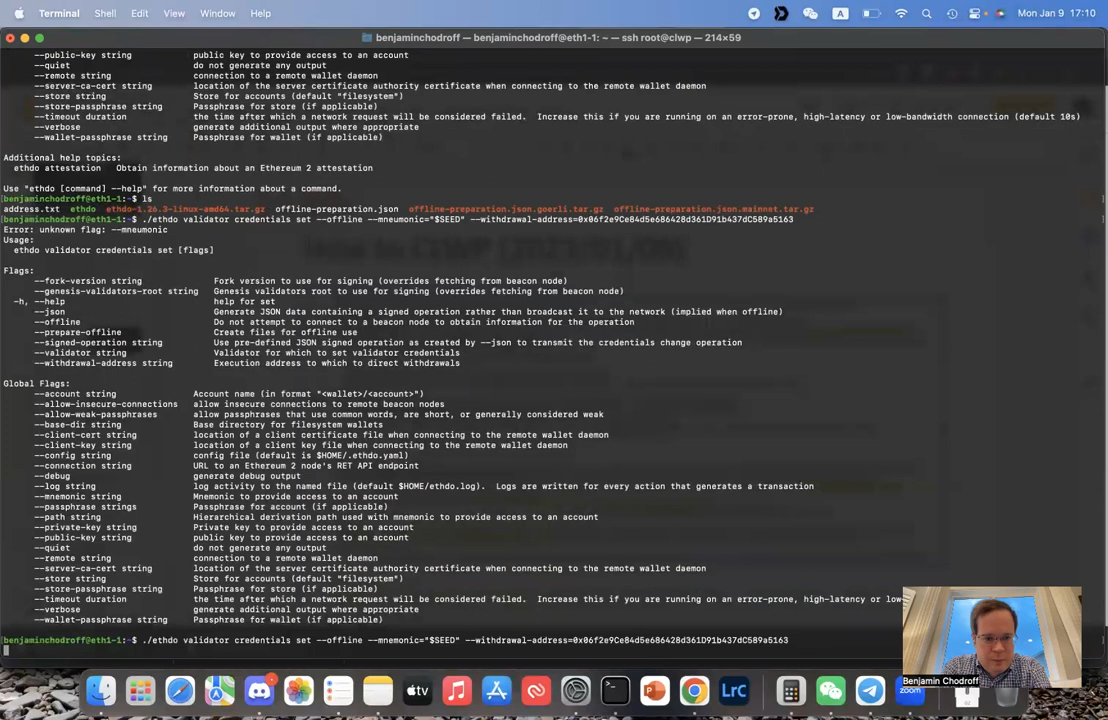 Terminal Shell Edit View Window Help A Mon Jan 9 17:10
benjaminchodroff — benjaminchodroff@eth1-1: ~ — ssh root@clwp — 214×59
--public-key string public key to provide access to an account
--quiet do not generate any output
--remote string connection to a remote wallet daemon
--server-ca-cert string location of the server certificate authority certificate when connecting to the remote wallet daemon
--store string Store for accounts (default "filesystem")
--store-passphrase string Passphrase for store (if applicable)
--timeout duration the time after which a network request will be considered failed. Increase this if you are running on an error-prone, high-latency or low-bandwidth connection (default 10s)
--verbose generate additional output where appropriate
--wallet-passphrase string Passphrase for wallet (if applicable)
Additional help topics:
ethdo attestation Obtain information about an Ethereum 2 attestation
Use "ethdo [command] --help" for more information about a command.
benjaminchodroff@eth1-1:~$ ls
address.txt ethdo ethdo-1.26.3-linux-amd64.tar.gz offline-preparation.json offline-preparation.json.goerli.tar.gz offline-preparation.json.mainnet.tar.gz
benjaminchodroff@eth1-1:~$ ./ethdo validator credentials set --offline --mneumonic="$SEED" --withdrawal-address=0x06f2e9Ce84d5e686428d361D91b437dC589a5163
Error: unknown flag: --mneumonic
Usage:
ethdo validator credentials set [flags]
Flags:
--fork-version string Fork version to use for signing (overrides fetching from beacon node)
--genesis-validators-root string Genesis validators root to use for signing (overrides fetching from beacon node)
-h, --help help for set
--json Generate JSON data containing a signed operation rather than broadcast it to the network (implied when offline)
--offline Do not attempt to connect to a beacon node to obtain information for the operation
--prepare-offline Create files for offline use
--signed-operation string Use pre-defined JSON signed operation as created by --json to transmit the credentials change operation
--validator string Validator for which to set validator credentials
--withdrawal-address string Execution address to which to direct withdrawals
Global Flags:
--account string Account name (in format "<wallet>/<account>")
--allow-insecure-connections allow insecure connections to remote beacon nodes
--allow-weak-passphrases allow passphrases that use common words, are short, or generally considered weak
--base-dir string Base directory for filesystem wallets
--client-cert string location of a client certificate file when connecting to the remote wallet daemon
--client-key string location of a client key file when connecting to the remote wallet daemon
--config string config file (default is $HOME/.ethdo.yaml)
--connection string URL to an Ethereum 2 node's RET API endpoint
--debug generate debug output
--log string log activity to the named file (default $HOME/ethdo.log). Logs are written for every action that generates a transaction
--mnemonic string Mnemonic to provide access to an account
--passphrase strings Passphrase for account (if applicable)
--path string Hierarchical derivation path used with mnemonic to provide access to an account
--private-key string Private key to provide access to an account
--public-key string public key to provide access to an account
--quiet do not generate any output
--remote string connection to a remote wallet daemon
--server-ca-cert string location of the server certificate authority certificate when connecting to the remote wallet daemon
--store string Store for accounts (default "filesystem")
--store-passphrase string Passphrase for store (if applicable)
--timeout duration the time after which a network request will be considered failed. Increase this if you are running on an error-prone, high-latency or low-
--verbose generate additional output where appropriate
--wallet-passphrase string Passphrase for wallet (if applicable)
benjaminchodroff@eth1-1:~$ ./ethdo validator credentials set --offline --mnemonic="$SEED" --withdrawal-address=0x06f2e9Ce84d5e686428d361D91b437dC589a5163
Benjamin Chodroff
tv
LrC
zoom